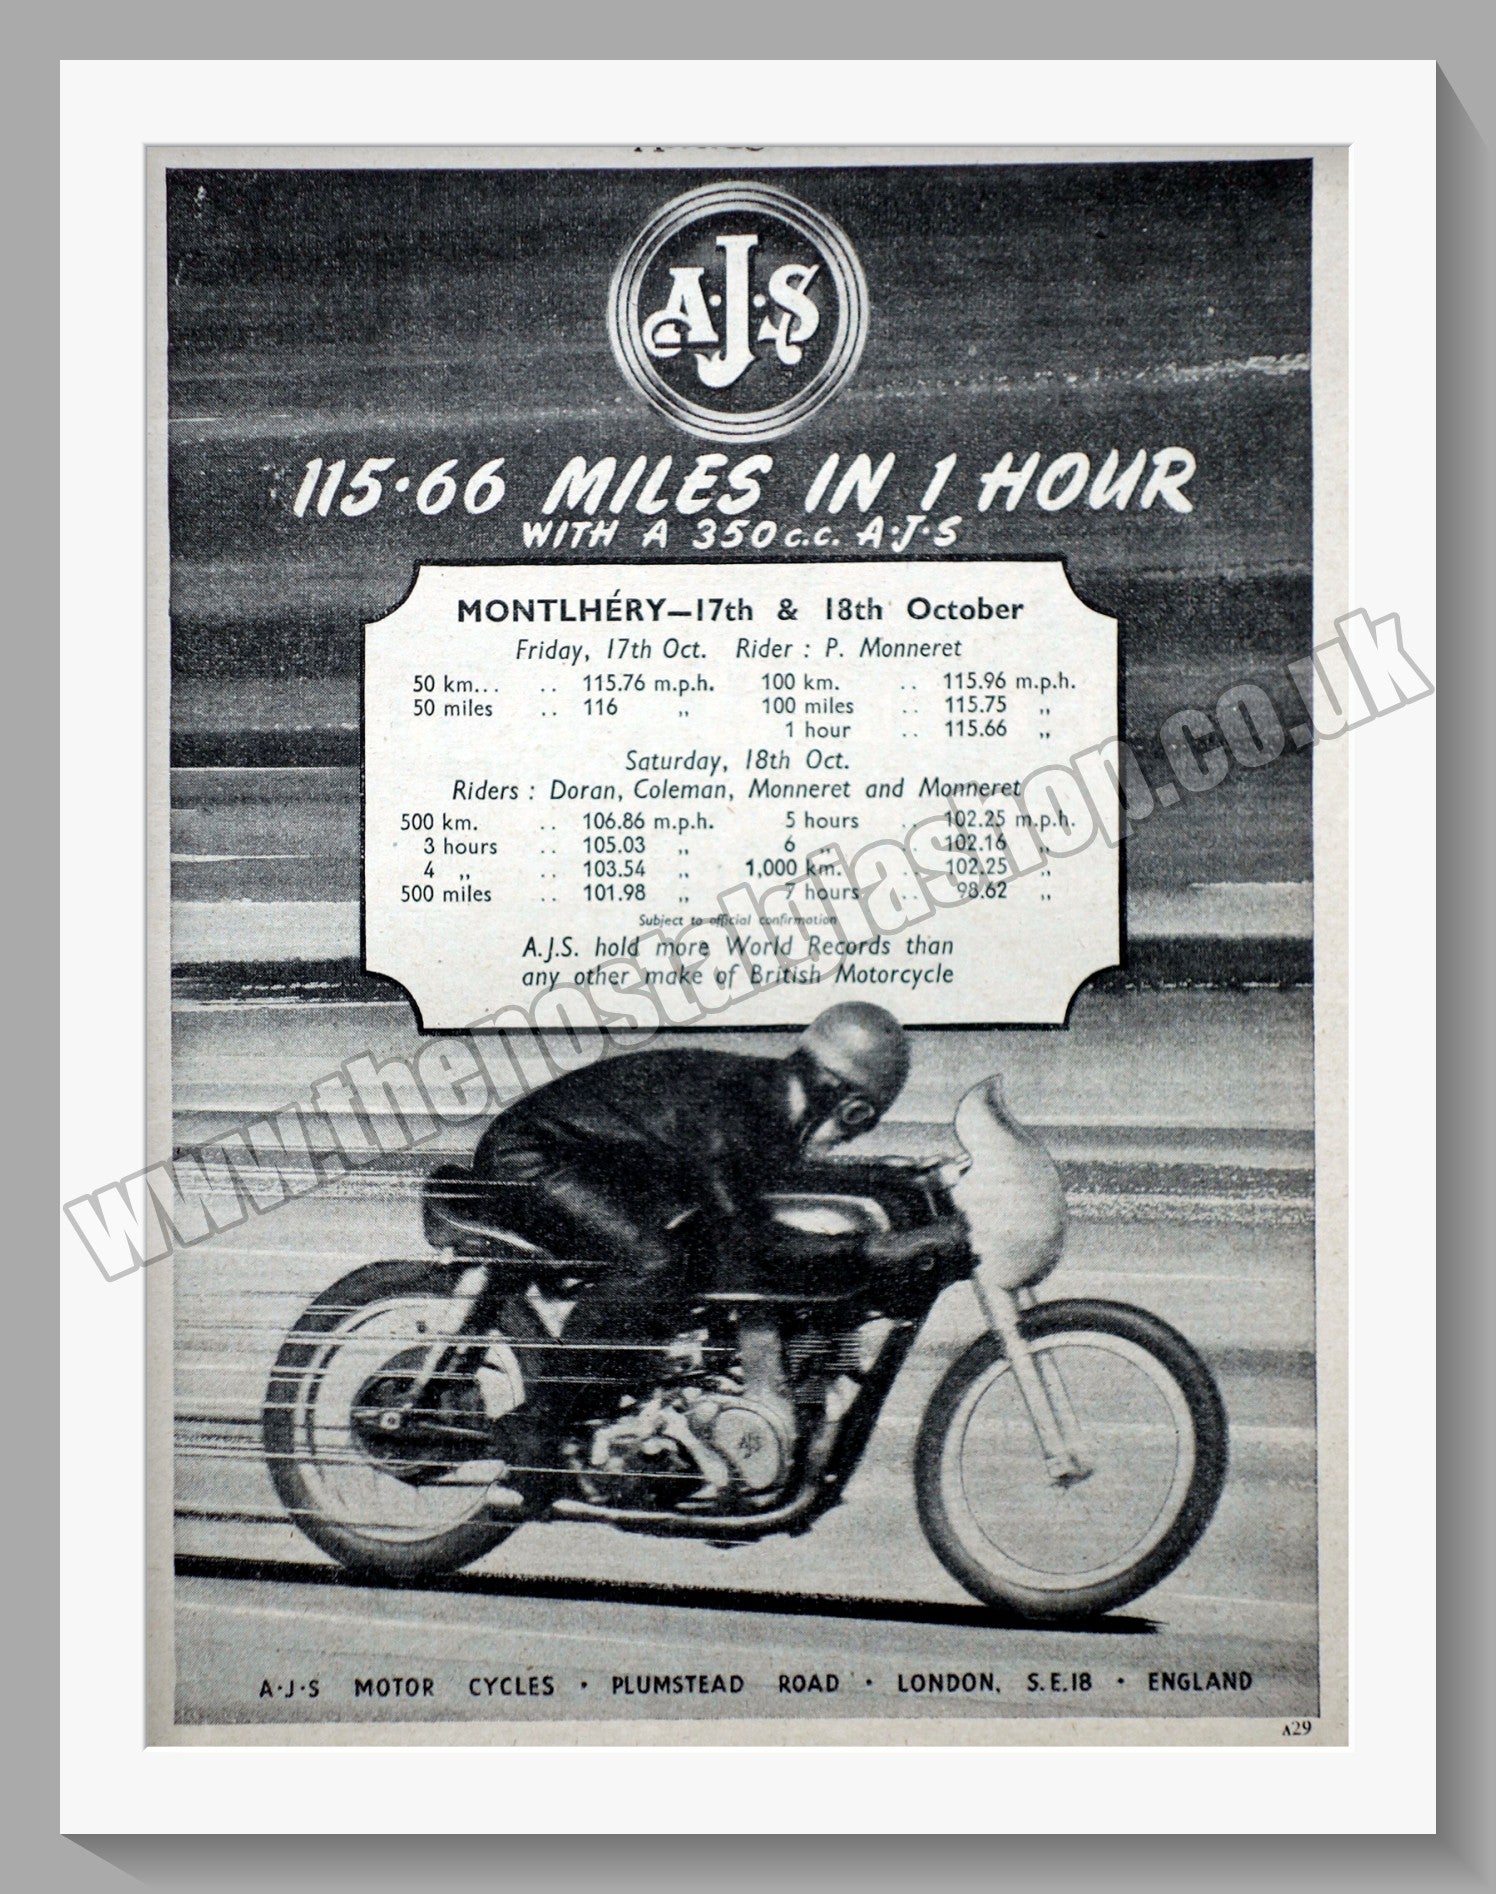 A·J·S
115·66 MILES IN 1 HOUR
WITH A 350 c.c. A·J·S
MONTLHÉRY—17th & 18th October
Friday, 17th Oct. Rider : P. Monneret
50 km... .. 115.76 m.p.h. 100 km. .. 115.96 m.p.h.
50 miles .. 116 ,, 100 miles .. 115.75 ,,
1 hour .. 115.66 ,,
Saturday, 18th Oct.
Riders : Doran, Coleman, Monneret and Monneret
500 km. .. 106.86 m.p.h. 5 hours .. 102.25 m.p.h.
3 hours .. 105.03 ,, 6 ,, .. 102.16 ,,
4 ,, .. 103.54 ,, 1,000 km. .. 102.25 ,,
500 miles .. 101.98 ,, 7 hours .. 98.62 ,,
Subject to official confirmation
A.J.S. hold more World Records than
any other make of British Motorcycle
www.thenostalgiashop.co.uk
AJS
A·J·S MOTOR CYCLES · PLUMSTEAD ROAD · LONDON, S.E.18 · ENGLAND
A29